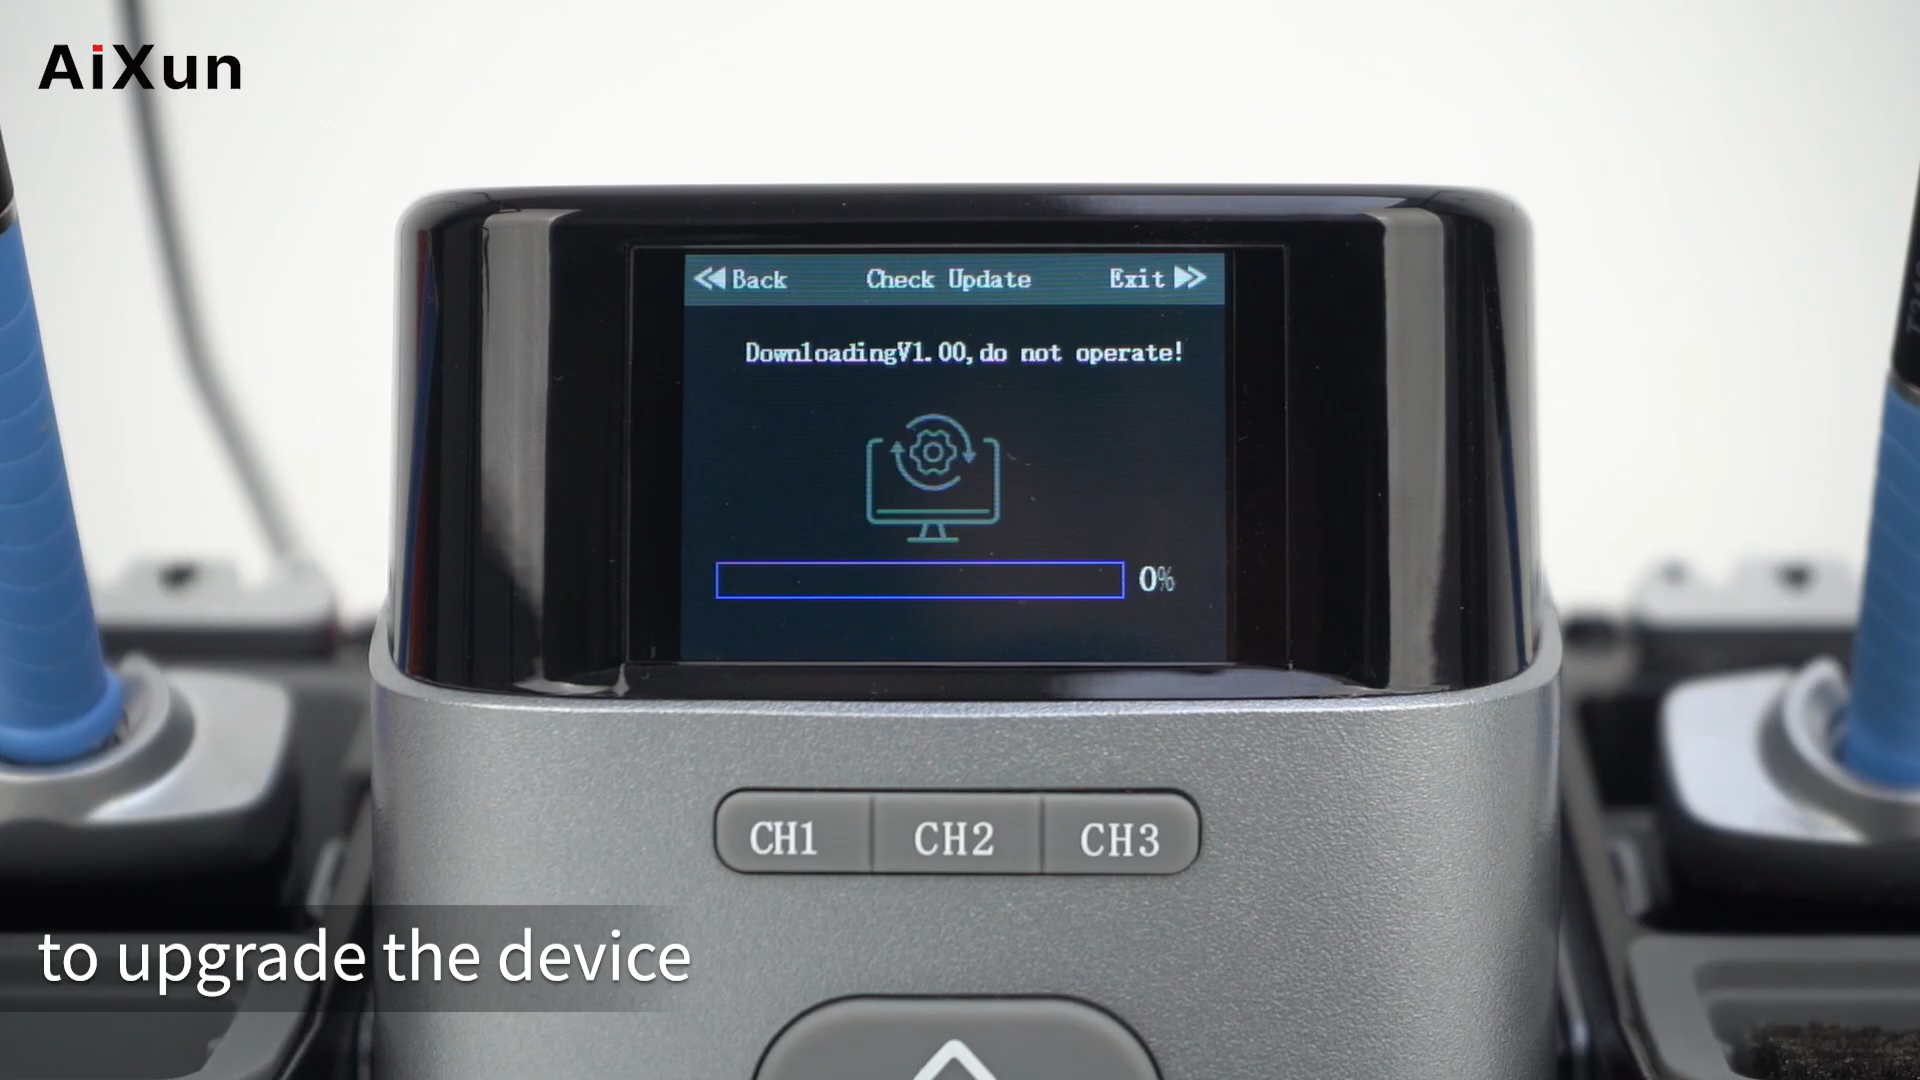 AiXun
Back Check Update Exit
DownloadingV1.00,do not operate!
0%
CH1 CH2 CH3
to upgrade the device